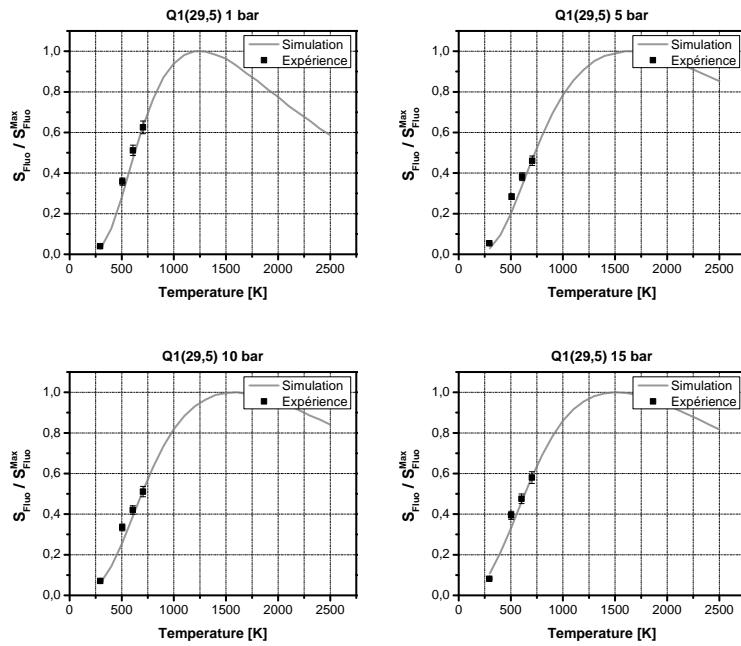 Q1(29,5) 1 bar
Simulation
Expérience
1,0
0,8
0,6
0,4
0,2
0,0
S_Fluo / S_Fluo^Max
0 500 1000 1500 2000 2500
Temperature [K]
Q1(29,5) 5 bar
Simulation
Expérience
1,0
0,8
0,6
0,4
0,2
0,0
S_Fluo / S_Fluo^Max
0 500 1000 1500 2000 2500
Temperature [K]
Q1(29,5) 10 bar
Simulation
Expérience
1,0
0,8
0,6
0,4
0,2
0,0
S_Fluo / S_Fluo^Max
0 500 1000 1500 2000 2500
Temperature [K]
Q1(29,5) 15 bar
Simulation
Expérience
1,0
0,8
0,6
0,4
0,2
0,0
S_Fluo / S_Fluo^Max
0 500 1000 1500 2000 2500
Temperature [K]